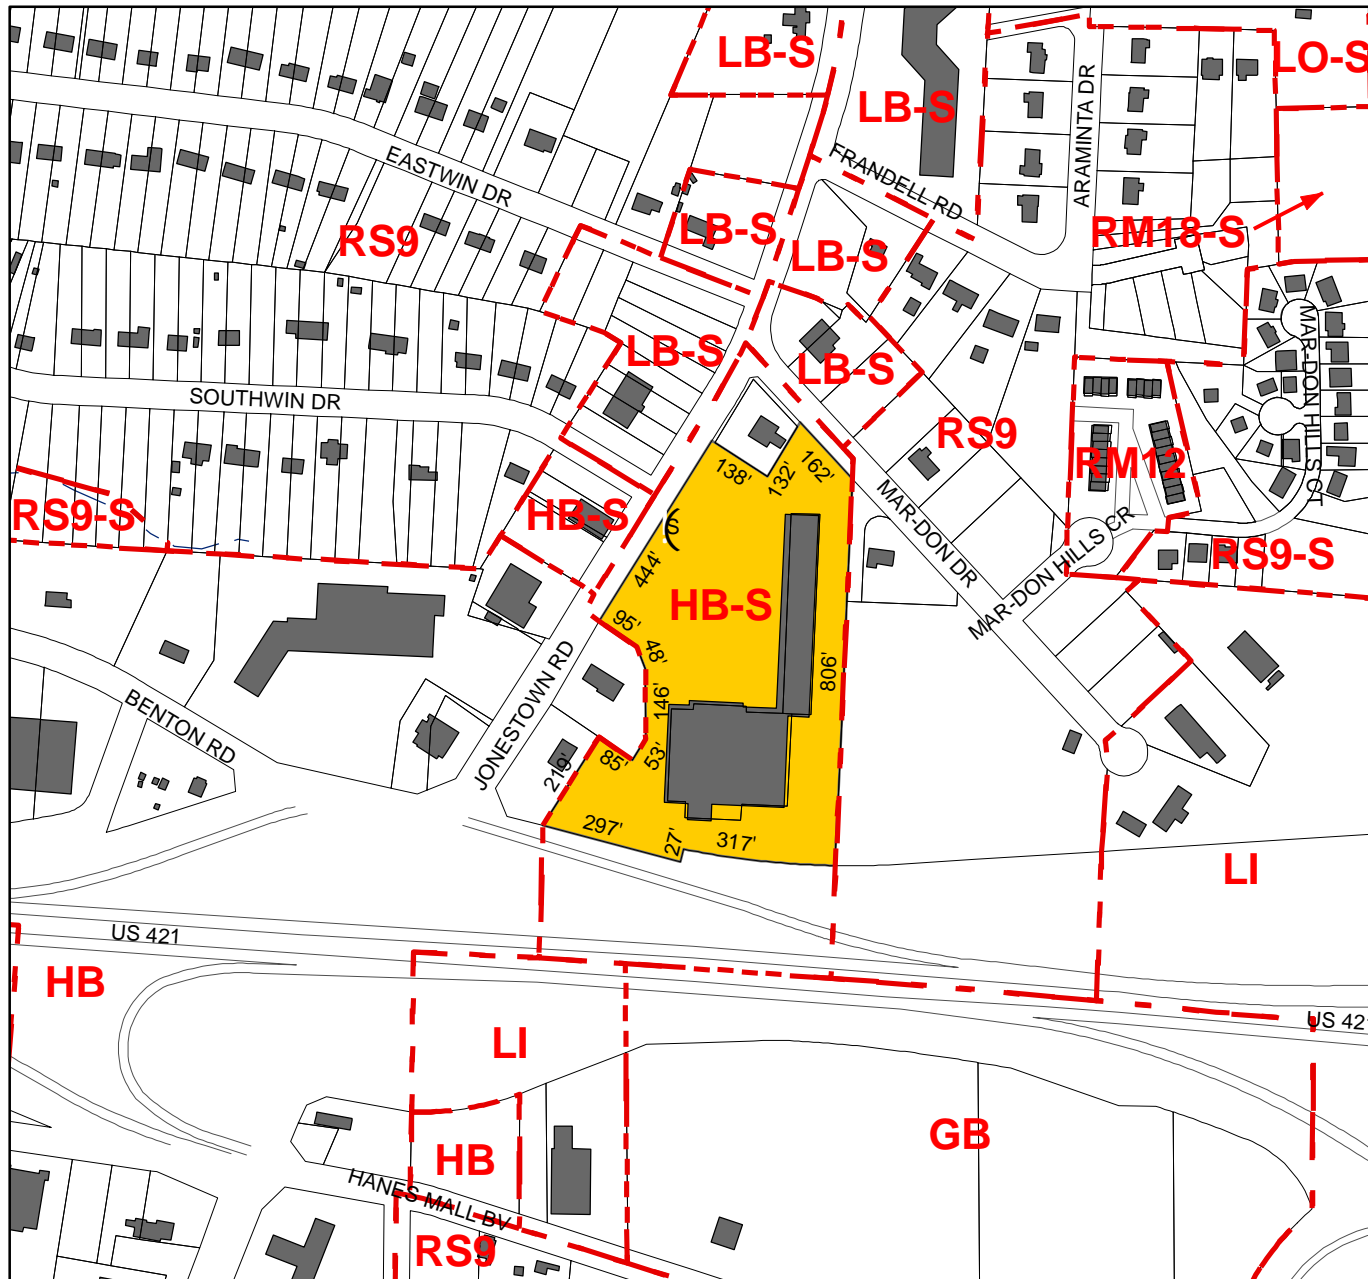 LB-S
LO-S
LB-S
ARAMINTA DR
FRANDELL RD
EASTWIN DR
RS9
LB-S
LB-S
RM18-S
MAR-DON HILLS CT
LB-S
LB-S
SOUTHWIN DR
RS9
RM12
138'
132'
162'
RS9-S
HB-S
S
MAR-DON DR
MAR-DON HILLS CR
RS9-S
444'
HB-S
95'
48'
146'
806'
JONESTOWN RD
BENTON RD
219'
85'
53'
297'
27'
317'
LI
US 421
HB
US 421
LI
GB
HB
HANES MALL BV
RS9